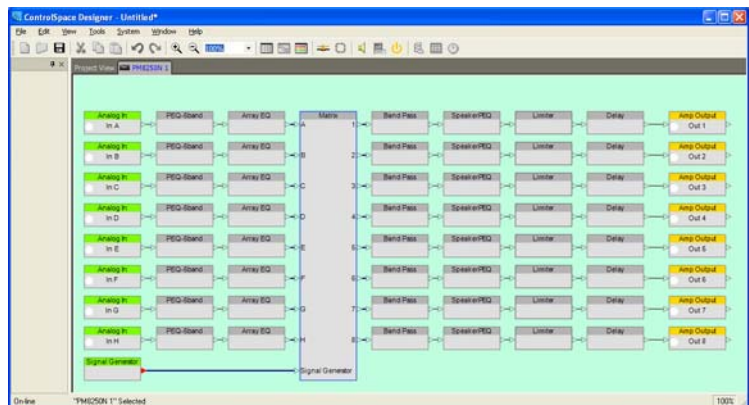 ControlSpace Designer - Untitled*
File Edit View Tools System Window Help
100%
Project View PM8250N 1
Analog In PEQ-5band Array EQ Matrix Band Pass SpeakerPEQ Limiter Delay Amp Output
In A A 1 Out 1
Analog In PEQ-5band Array EQ Band Pass SpeakerPEQ Limiter Delay Amp Output
In B B 2 Out 2
Analog In PEQ-5band Array EQ Band Pass SpeakerPEQ Limiter Delay Amp Output
In C C 3 Out 3
Analog In PEQ-5band Array EQ Band Pass SpeakerPEQ Limiter Delay Amp Output
In D D 4 Out 4
Analog In PEQ-5band Array EQ Band Pass SpeakerPEQ Limiter Delay Amp Output
In E E 5 Out 5
Analog In PEQ-5band Array EQ Band Pass SpeakerPEQ Limiter Delay Amp Output
In F F 6 Out 6
Analog In PEQ-5band Array EQ Band Pass SpeakerPEQ Limiter Delay Amp Output
In G G 7 Out 7
Analog In PEQ-5band Array EQ Band Pass SpeakerPEQ Limiter Delay Amp Output
In H H 8 Out 8
Signal Generator
Signal Generator
On-line "PM8250N 1" Selected 100%